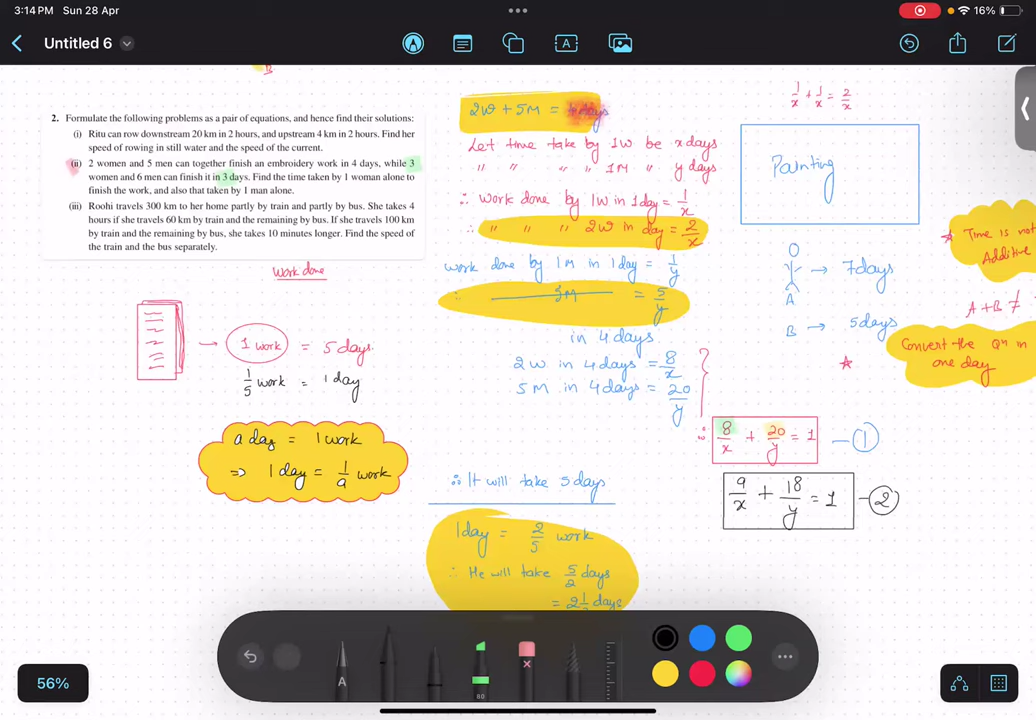 3:14 PM Sun 28 Apr
16%
Untitled 6
2. Formulate the following problems as a pair of equations, and hence find their solutions:
(i) Ritu can row downstream 20 km in 2 hours, and upstream 4 km in 2 hours. Find her
speed of rowing in still water and the speed of the current.
(ii) 2 women and 5 men can together finish an embroidery work in 4 days, while 3
women and 6 men can finish it in 3 days. Find the time taken by 1 woman alone to
finish the work, and also that taken by 1 man alone.
(iii) Roohi travels 300 km to her home partly by train and partly by bus. She takes 4
hours if she travels 60 km by train and the remaining by bus. If she travels 100 km
by train and the remaining by bus, she takes 10 minutes longer. Find the speed of
the train and the bus separately.
work done
1 work = 5 days.
1/5 work = 1 day
a day = 1 work
⇒ 1 day = 1/a work
2W + 5M = days
Let time take by 1W be x days
" " " 1M " y days
∴ Work done by 1W in 1 day = 1/x
∴ " " " 2W in day = 2/x
work done by 1M in 1 day = 1/y
∴ 5M = 5/y
in 4 days
2W in 4 days = 8/x
5M in 4 days = 20/y
∴ It will take 5 days
1 day = 2/5 work
∴ He will take 5/2 days
= 2 1/2 days
1/x + 1/x = 2/x
Painting
A → 7 days
B → 5 days
∴ 8/x + 20/y = 1 — ①
9/x + 18/y = 1 — ②
Time is not
Additive
A + B ≠
Convert the Qⁿ in
one day
56%
A
80